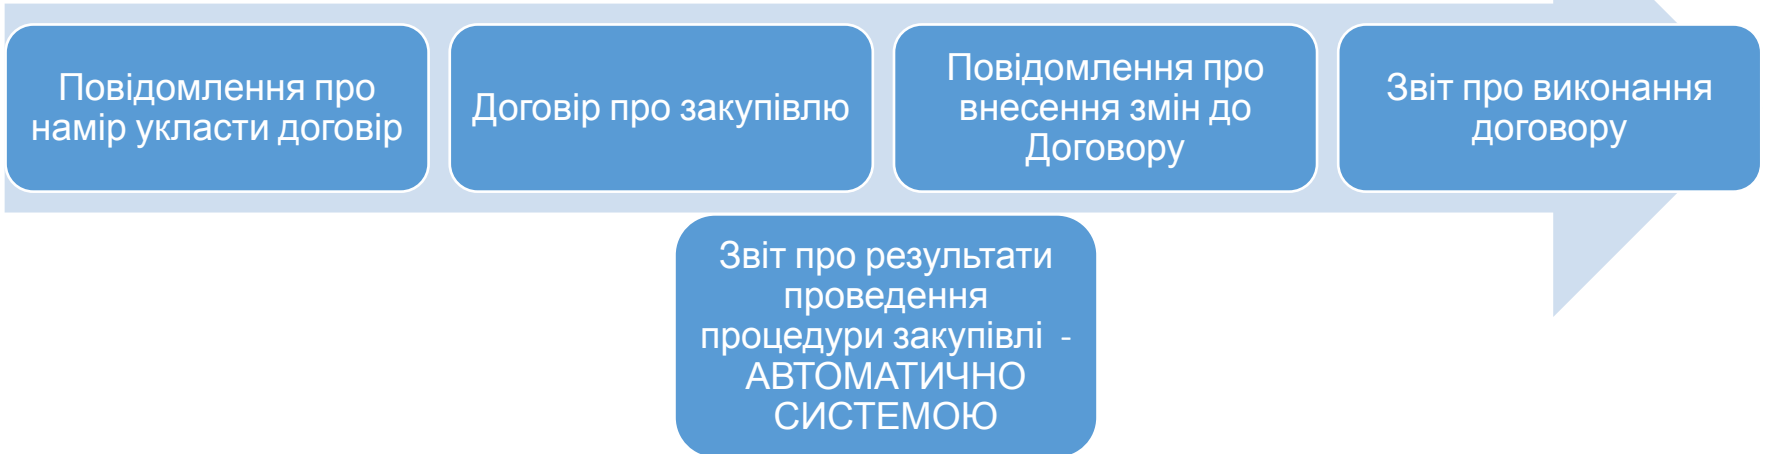 Повідомлення про
намір укласти договір
Договір про закупівлю
Повідомлення про
внесення змін до
Договору
Звіт про виконання
договору
Звіт про результати
проведення
процедури закупівлі -
АВТОМАТИЧНО
СИСТЕМОЮ